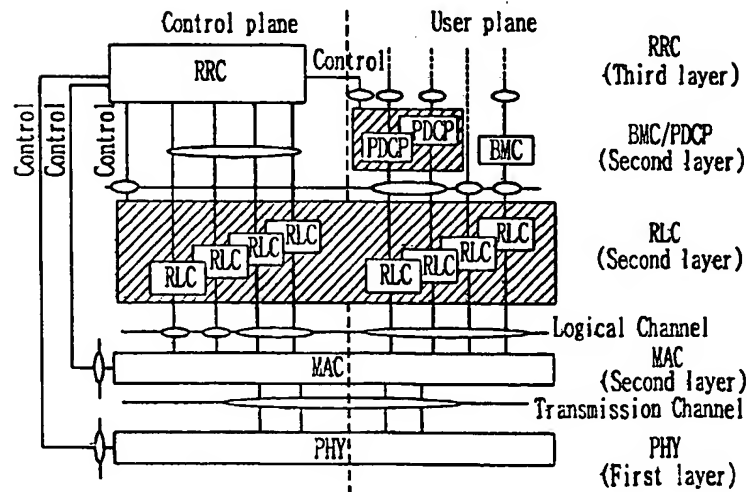 Control plane
User plane
RRC
Control
RRC
(Third layer)
Control
Control
Control
PDCP
PDCP
BMC
BMC/PDCP
(Second layer)
RLC
RLC
RLC
RLC
RLC
RLC
RLC
RLC
RLC
(Second layer)
Logical Channel
MAC
MAC
(Second layer)
Transmission Channel
PHY
PHY
(First layer)